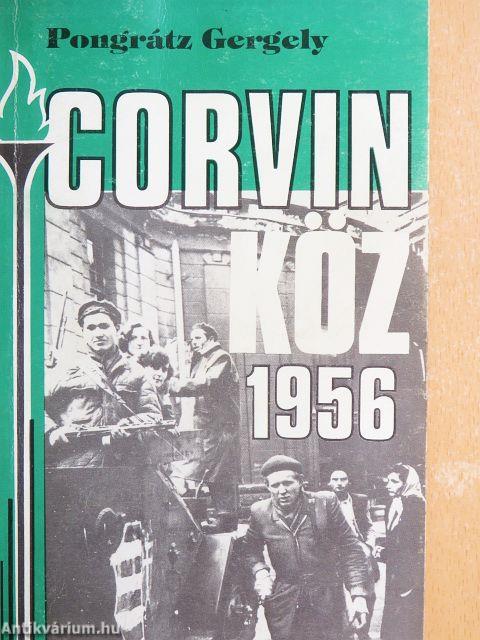 Pongrátz Gergely
CORVIN
KÖZ
1956
Antikvárium.hu